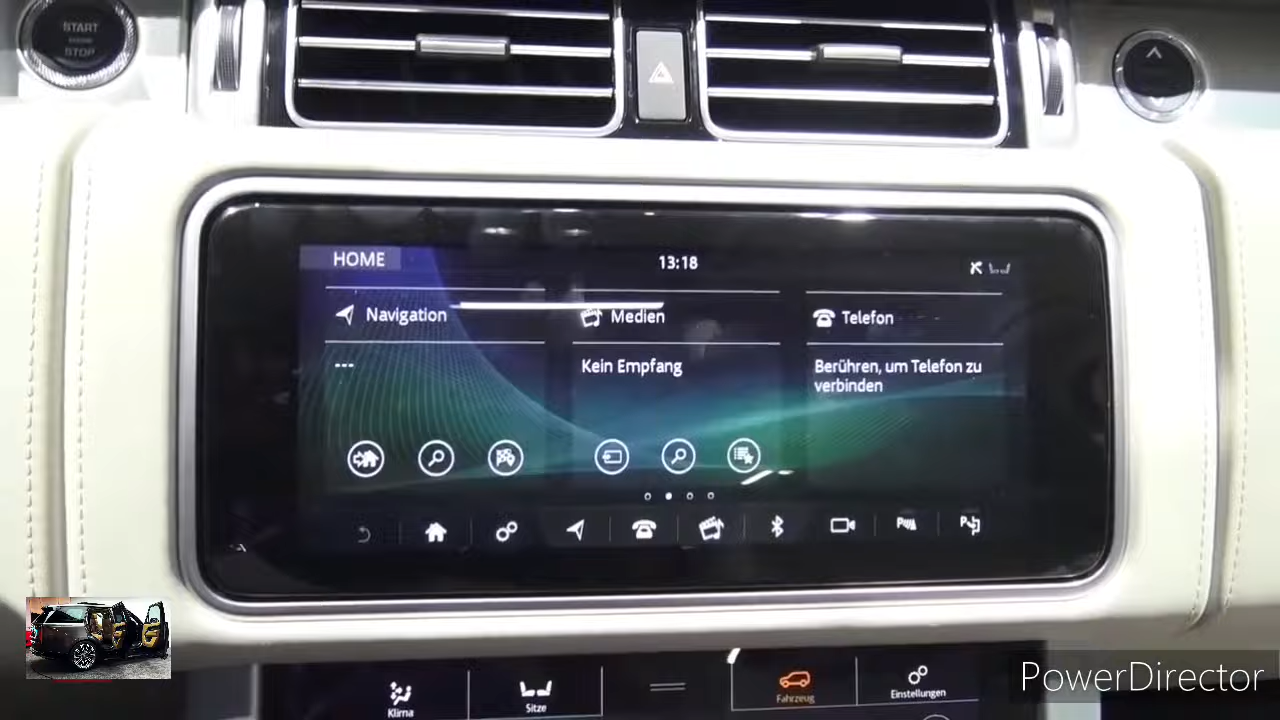 START
STOP
HOME
13:18
Navigation
Medien
Telefon
---
Kein Empfang
Berühren, um Telefon zu
verbinden
Klima
Sitze
Fahrzeug
Einstellungen
PowerDirector